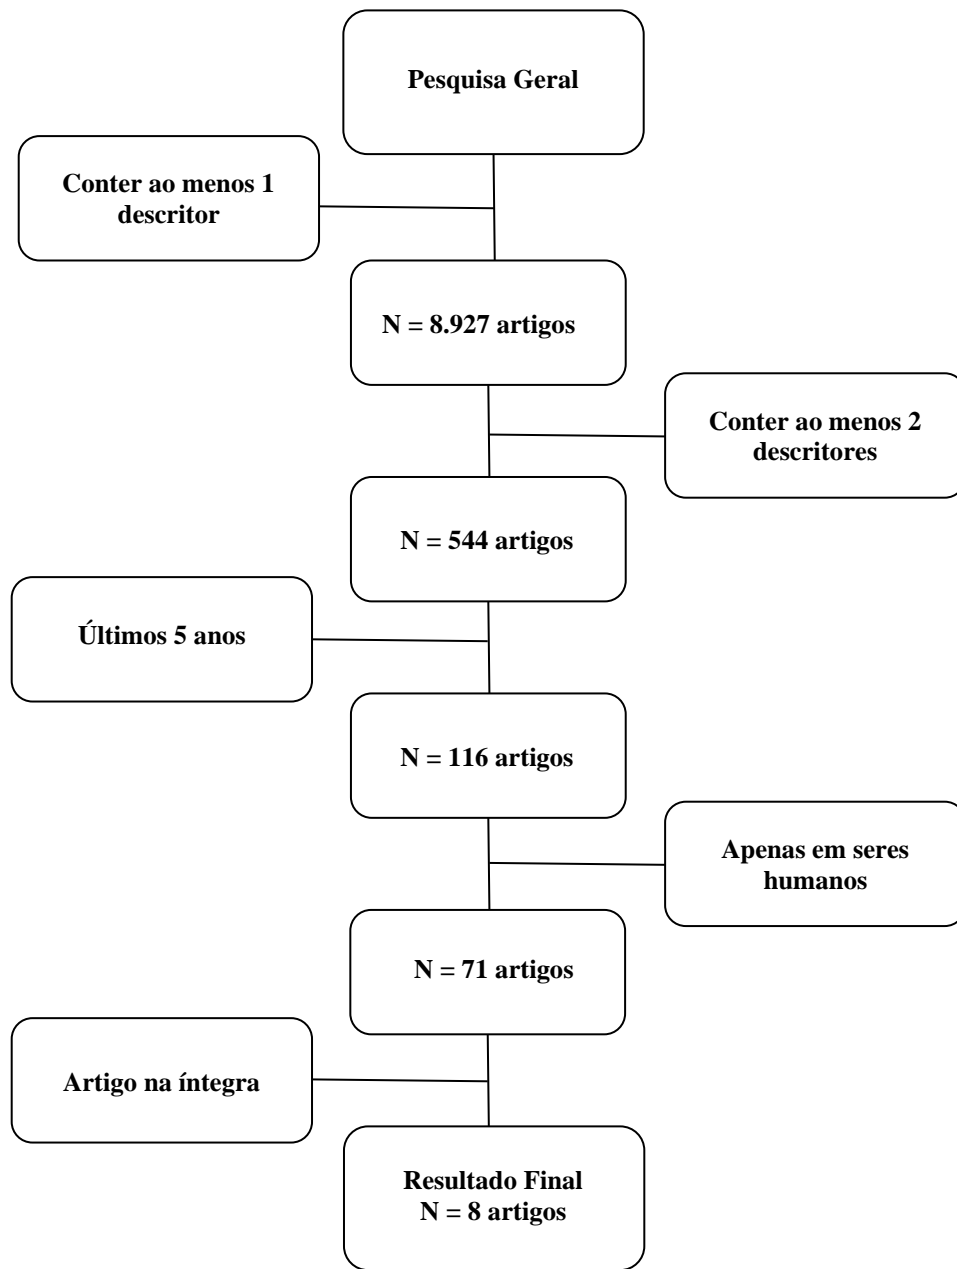 Pesquisa Geral
Conter ao menos 1
descritor
N = 8.927 artigos
Conter ao menos 2
descritores
N = 544 artigos
Últimos 5 anos
N = 116 artigos
Apenas em seres
humanos
N = 71 artigos
Artigo na íntegra
Resultado Final
N = 8 artigos